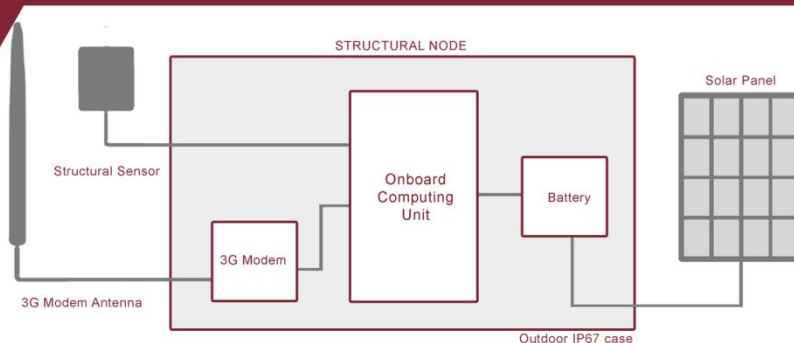 STRUCTURAL NODE
Solar Panel
Structural Sensor
Onboard
Computing
Unit
Battery
3G Modem
3G Modem Antenna
Outdoor IP67 case